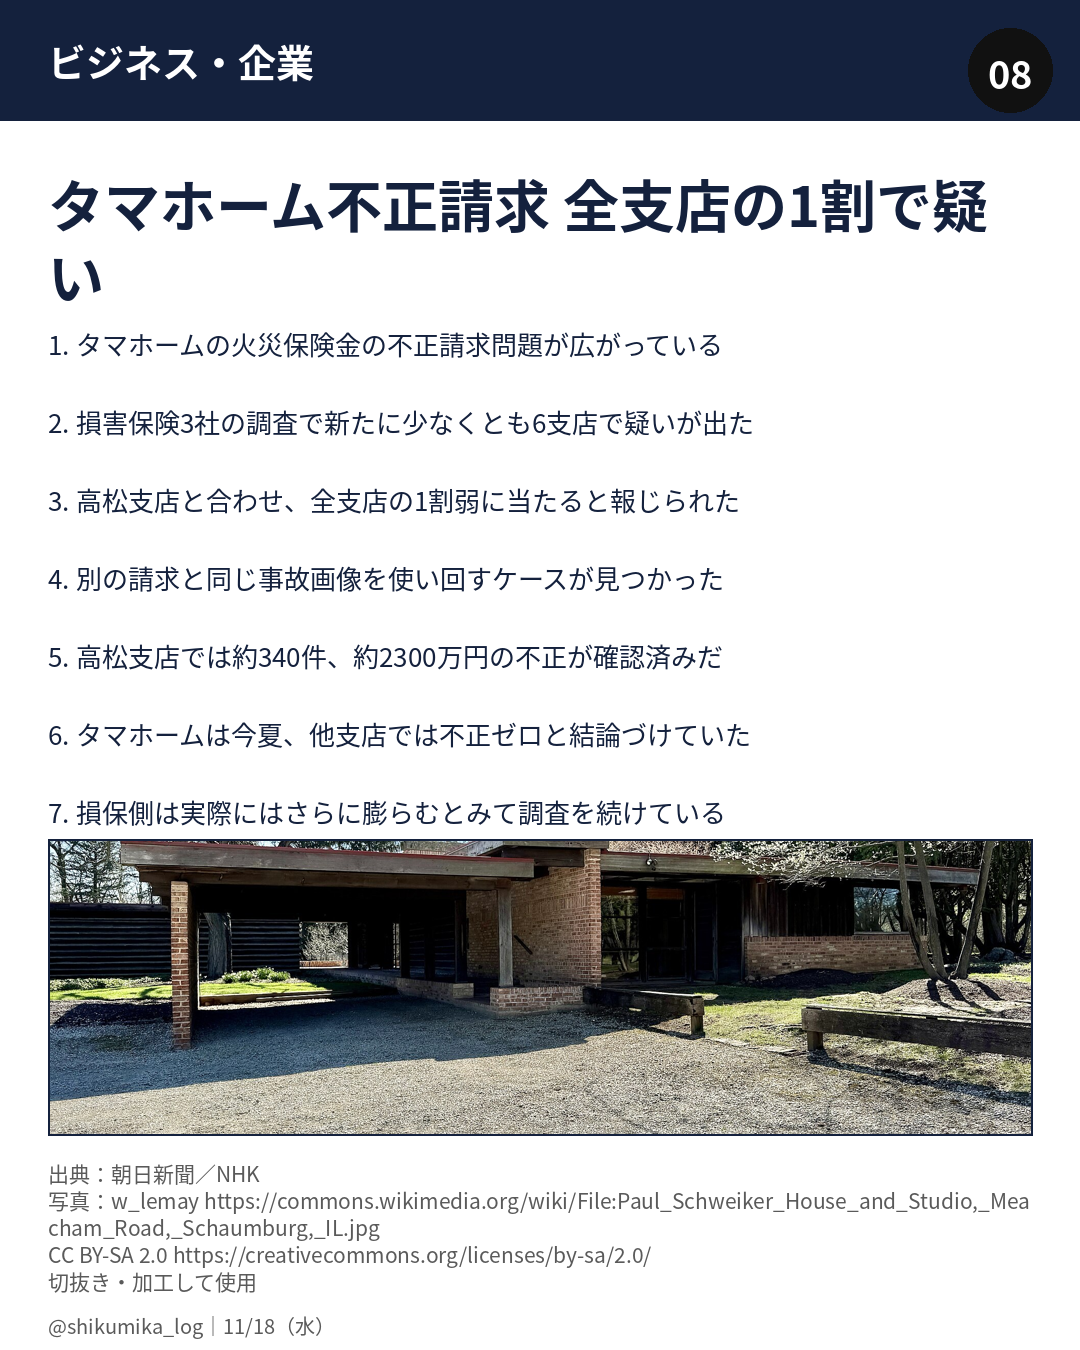 ビジネス・企業
08
タマホーム不正請求 全支店の1割で疑
い
1. タマホームの火災保険金の不正請求問題が広がっている
2. 損害保険3社の調査で新たに少なくとも6支店で疑いが出た
3. 高松支店と合わせ、全支店の1割弱に当たると報じられた
4. 別の請求と同じ事故画像を使い回すケースが見つかった
5. 高松支店では約340件、約2300万円の不正が確認済みだ
6. タマホームは今夏、他支店では不正ゼロと結論づけていた
7. 損保側は実際にはさらに膨らむとみて調査を続けている
出典：朝日新聞／NHK
写真：w_lemay https://commons.wikimedia.org/wiki/File:Paul_Schweiker_House_and_Studio,_Mea
cham_Road,_Schaumburg,_IL.jpg
CC BY-SA 2.0 https://creativecommons.org/licenses/by-sa/2.0/
切抜き・加工して使用
@shikumika_log｜11/18（水）